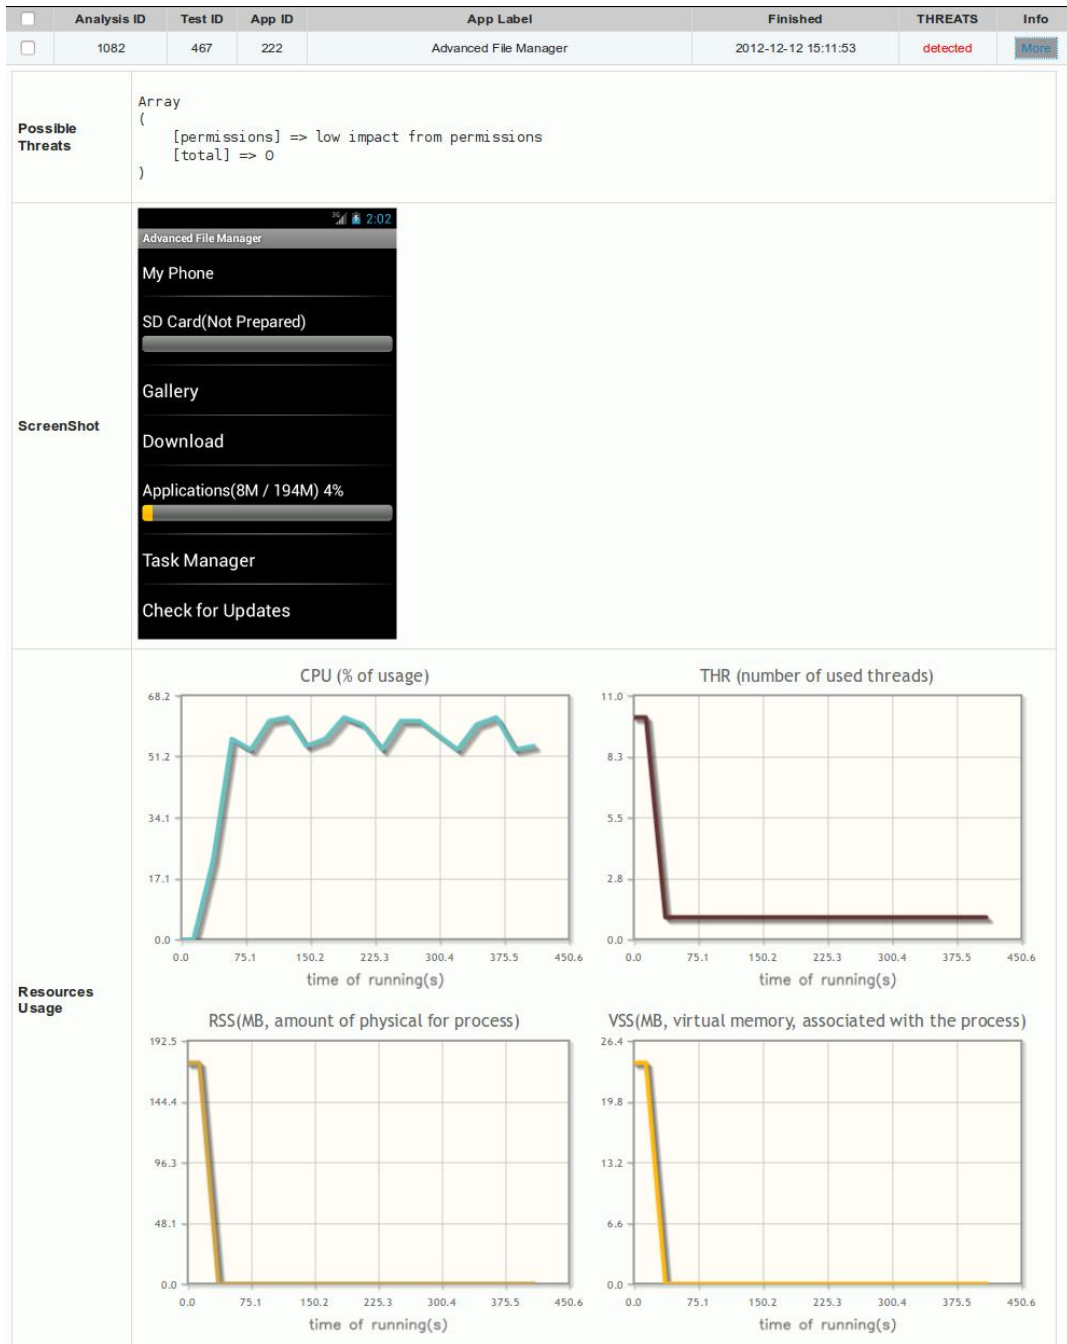 Analysis ID Test ID App ID App Label Finished THREATS Info
1082 467 222 Advanced File Manager 2012-12-12 15:11:53 detected More
Possible
Threats
Array
(
[permissions] => low impact from permissions
[total] => 0
)
ScreenShot
3G 2:02
Advanced File Manager
My Phone
SD Card(Not Prepared)
Gallery
Download
Applications(8M / 194M) 4%
Task Manager
Check for Updates
Resources
Usage
CPU (% of usage)
68.2
51.2
34.1
17.1
0.0
0.0 75.1 150.2 225.3 300.4 375.5 450.6
time of running(s)
THR (number of used threads)
11.0
8.3
5.5
2.8
0.0
0.0 75.1 150.2 225.3 300.4 375.5 450.6
time of running(s)
RSS(MB, amount of physical for process)
192.5
144.4
96.3
48.1
0.0
0.0 75.1 150.2 225.3 300.4 375.5 450.6
time of running(s)
VSS(MB, virtual memory, associated with the process)
26.4
19.8
13.2
6.6
0.0
0.0 75.1 150.2 225.3 300.4 375.5 450.6
time of running(s)